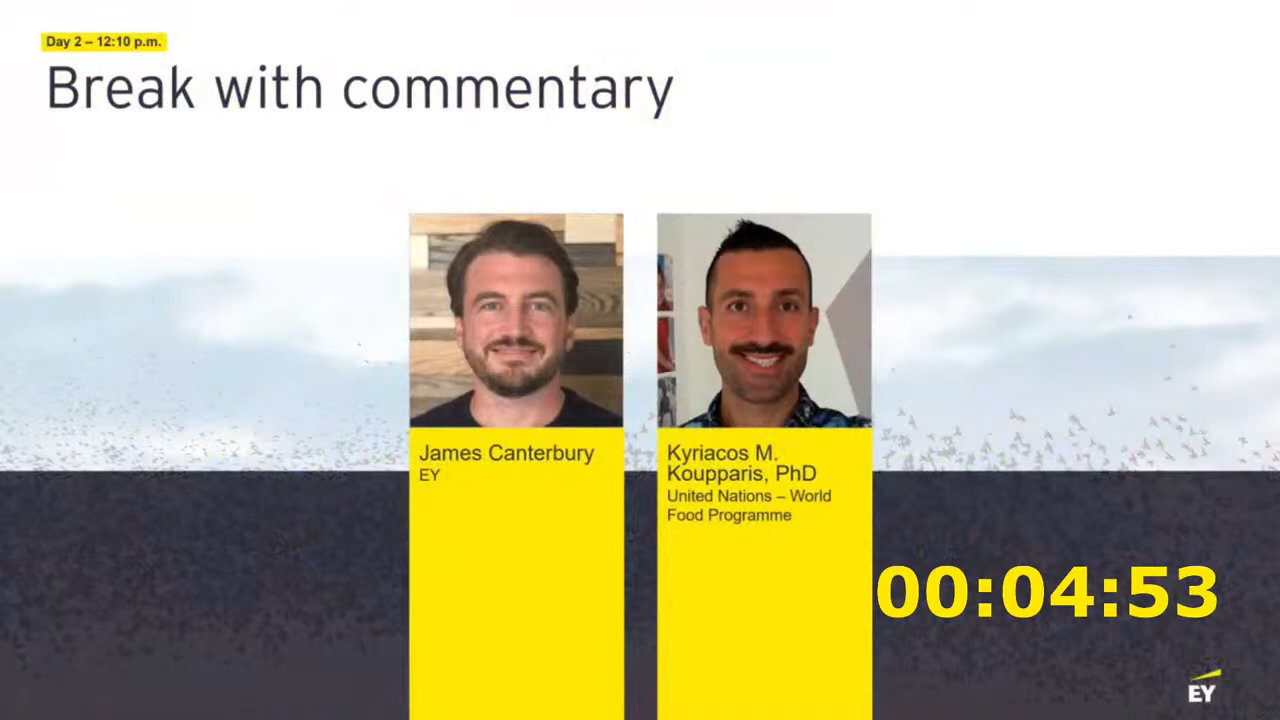 Day 2 – 12:10 p.m.
Break with commentary
James Canterbury
EY
Kyriacos M.
Koupparis, PhD
United Nations – World
Food Programme
00:04:53
EY